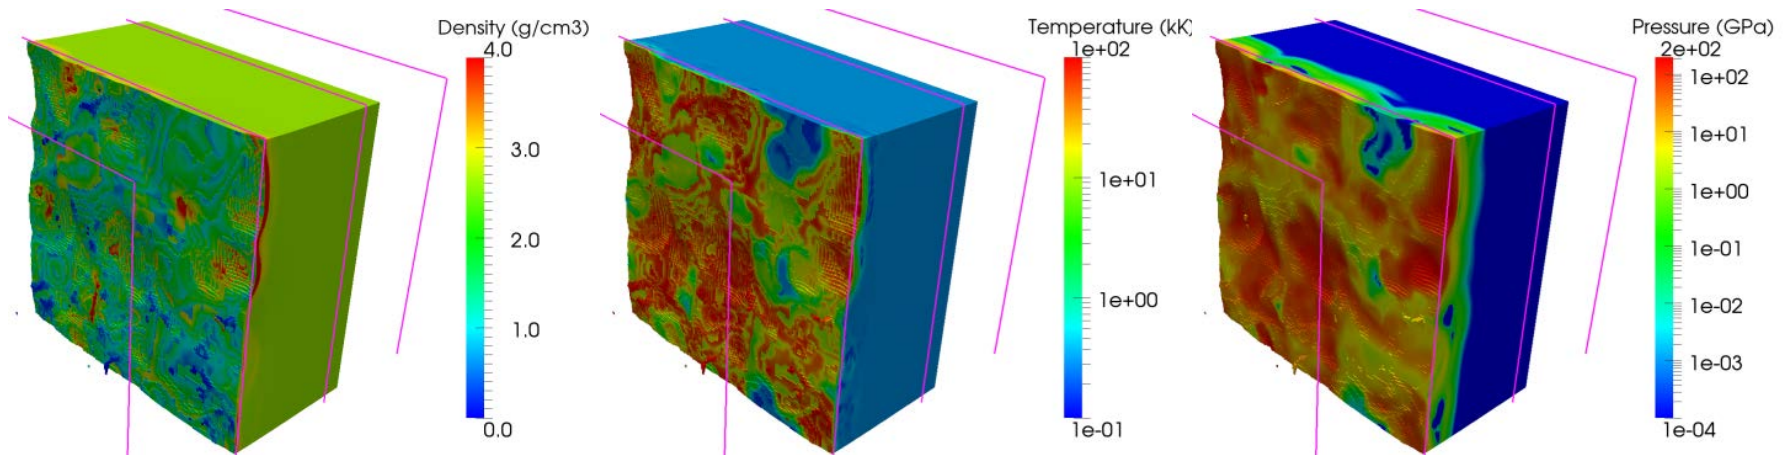 Density (g/cm3)
4.0
3.0
2.0
1.0
0.0
Temperature (kK)
1e+02
1e+01
1e+00
1e-01
Pressure (GPa)
2e+02
1e+02
1e+01
1e+00
1e-01
1e-02
1e-03
1e-04